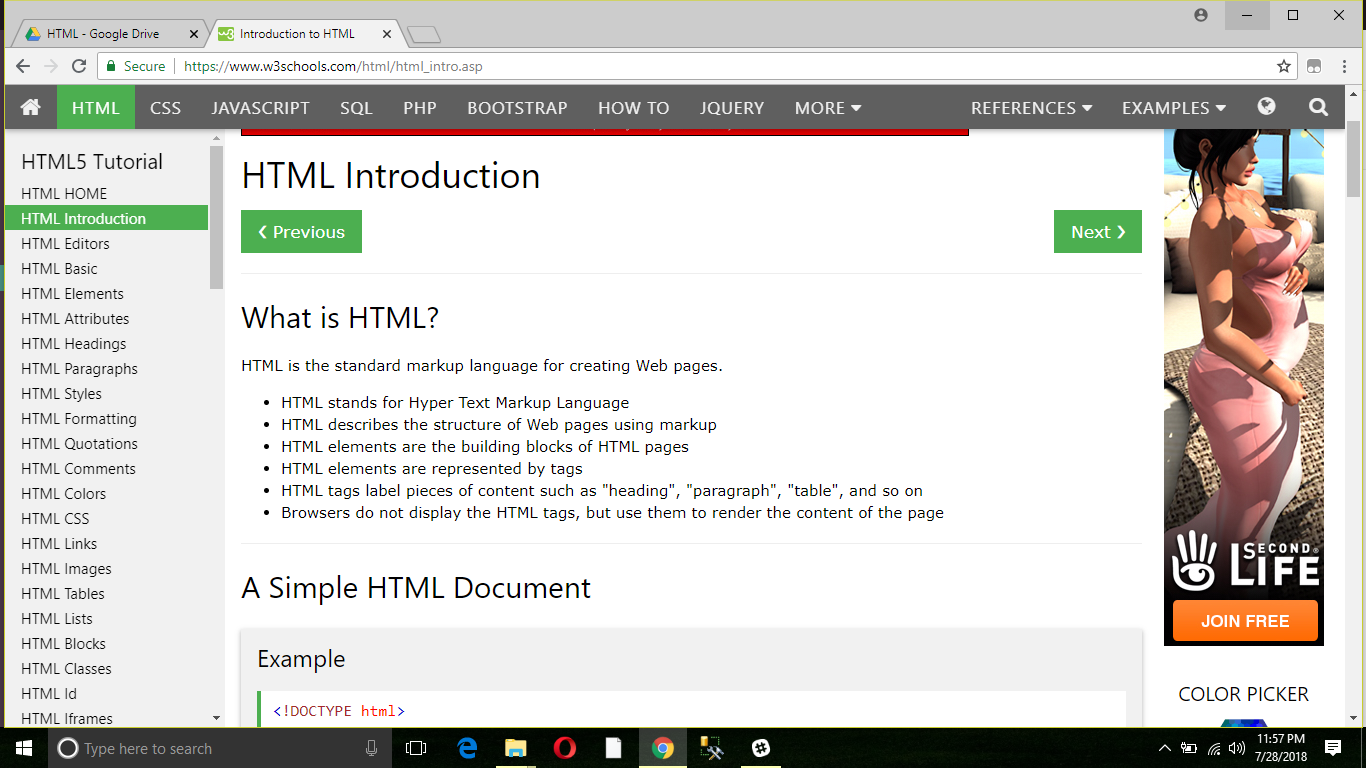 HTML - Google Drive
Introduction to HTML
Secure
https://www.w3schools.com/html/html_intro.asp
HTML CSS JAVASCRIPT SQL PHP BOOTSTRAP HOW TO JQUERY MORE REFERENCES EXAMPLES
HTML5 Tutorial
HTML HOME
HTML Introduction
HTML Editors
HTML Basic
HTML Elements
HTML Attributes
HTML Headings
HTML Paragraphs
HTML Styles
HTML Formatting
HTML Quotations
HTML Comments
HTML Colors
HTML CSS
HTML Links
HTML Images
HTML Tables
HTML Lists
HTML Blocks
HTML Classes
HTML Id
HTML Iframes
HTML Introduction
❮ Previous
Next ❯
What is HTML?
HTML is the standard markup language for creating Web pages.
• HTML stands for Hyper Text Markup Language
• HTML describes the structure of Web pages using markup
• HTML elements are the building blocks of HTML pages
• HTML elements are represented by tags
• HTML tags label pieces of content such as "heading", "paragraph", "table", and so on
• Browsers do not display the HTML tags, but use them to render the content of the page
A Simple HTML Document
Example
<!DOCTYPE html>
SECOND
LIFE
JOIN FREE
COLOR PICKER
Type here to search
11:57 PM
7/28/2018